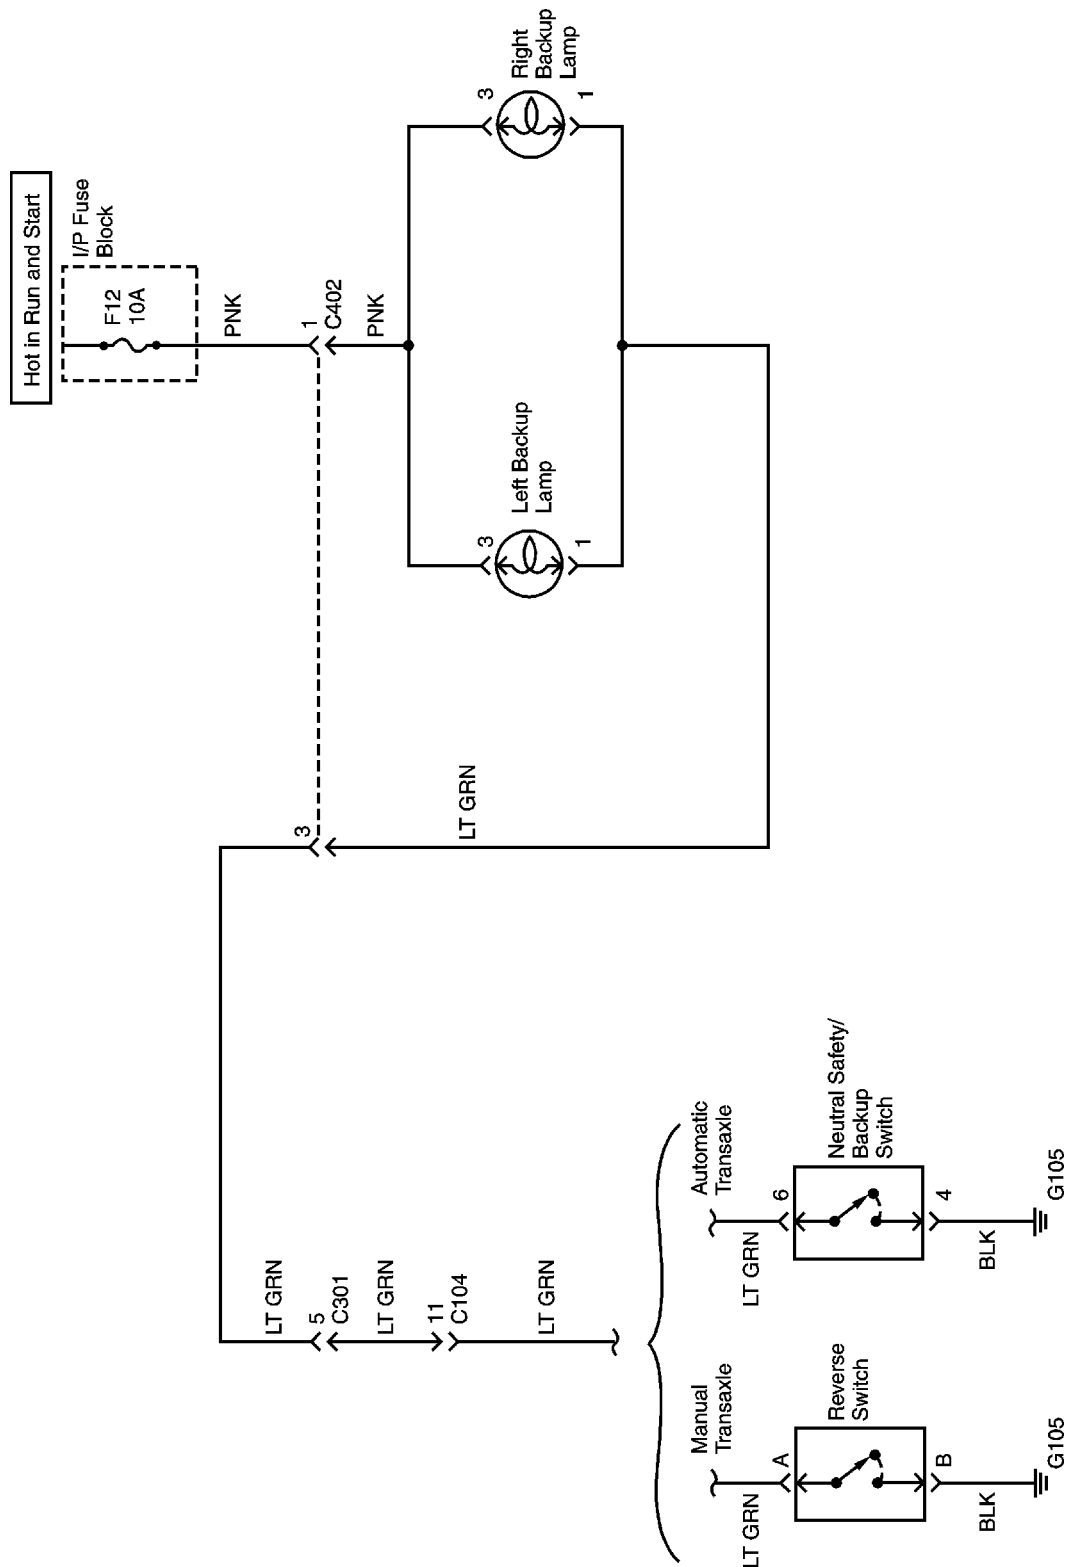 Hot in Run and Start
I/P Fuse
Block
F12
10A
PNK
1
C402
PNK
3
Right
Backup
Lamp
1
Left Backup
Lamp
3
1
3
LT GRN
LT GRN
5
C301
LT GRN
11
C104
LT GRN
Manual
Transaxle
LT GRN
A
Reverse
Switch
B
BLK
G105
Automatic
Transaxle
LT GRN
6
Neutral Safety/
Backup
Switch
4
BLK
G105